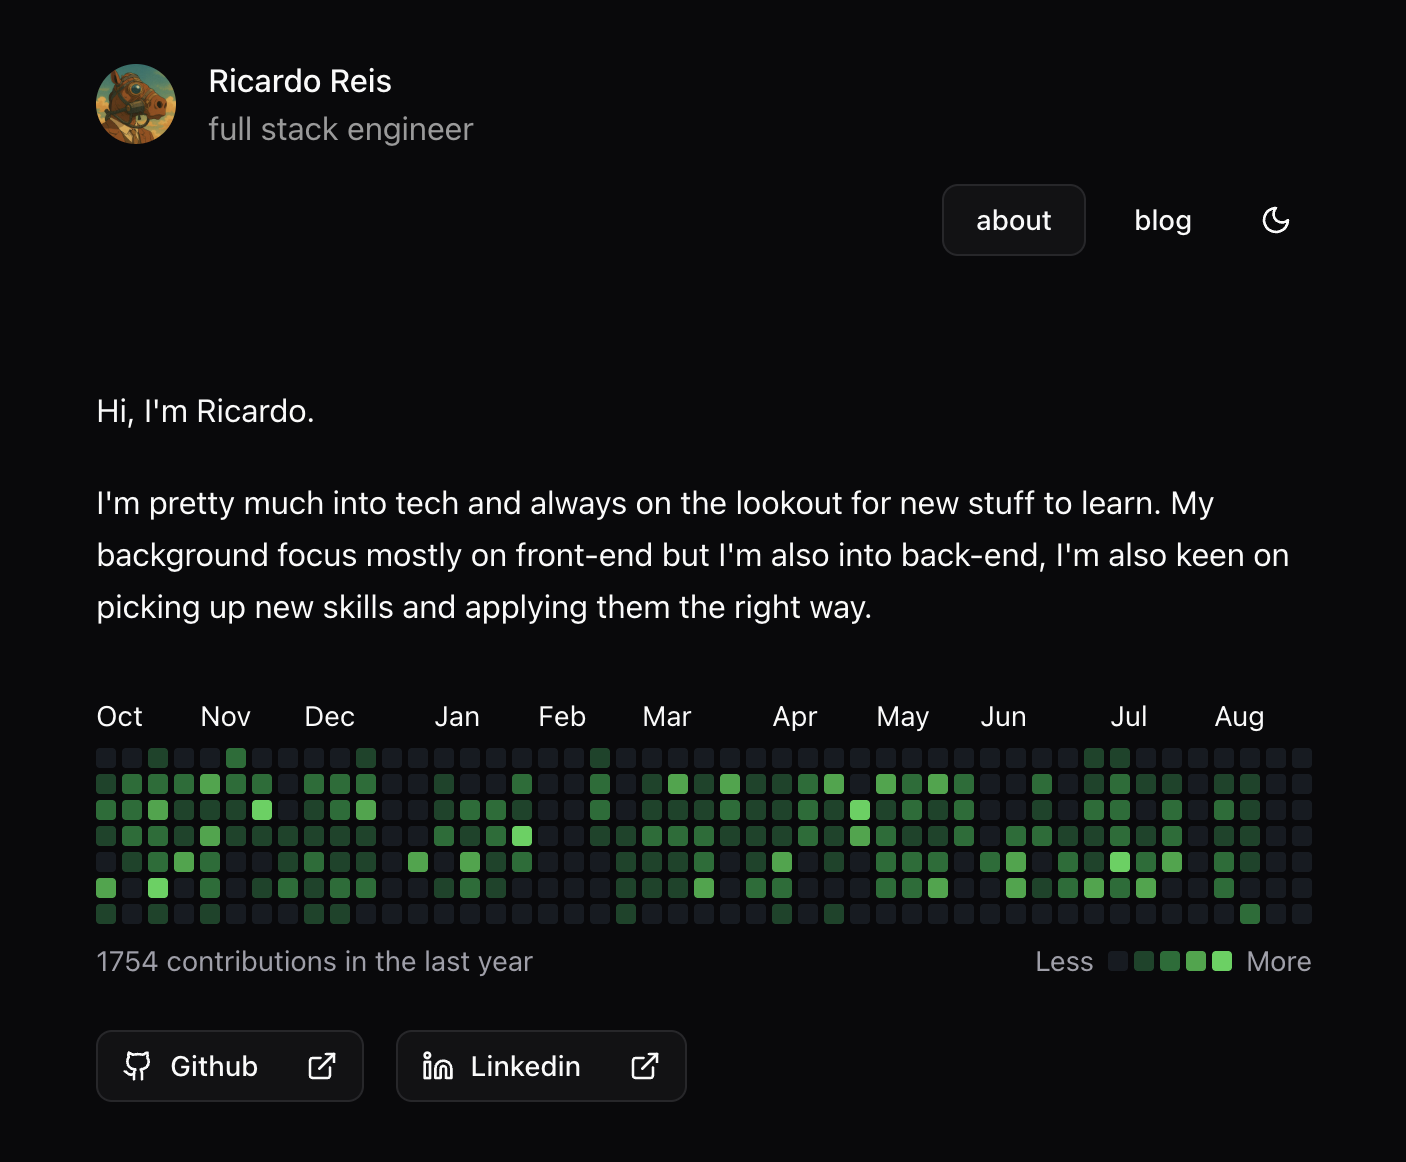 Ricardo Reis
full stack engineer
about
blog
Hi, I'm Ricardo.
I'm pretty much into tech and always on the lookout for new stuff to learn. My
background focus mostly on front-end but I'm also into back-end, I'm also keen on
picking up new skills and applying them the right way.
Oct Nov Dec Jan Feb Mar Apr May Jun Jul Aug
1754 contributions in the last year
Less More
Github
Linkedin